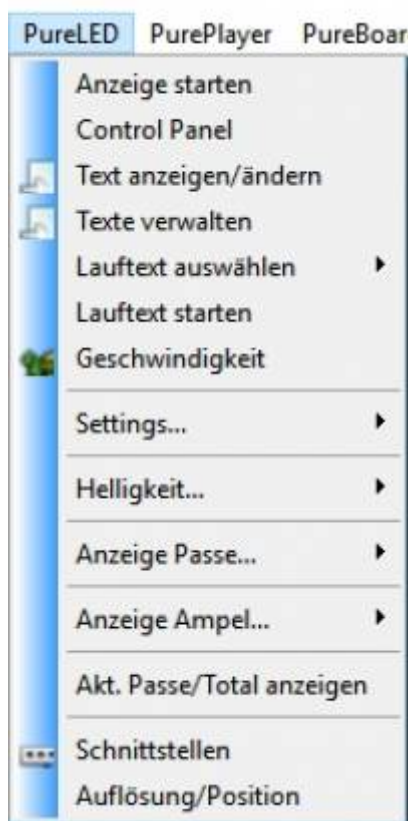 PureLED PurePlayer PureBoar
Anzeige starten
Control Panel
Text anzeigen/ändern
Texte verwalten
Lauftext auswählen
Lauftext starten
Geschwindigkeit
Settings...
Helligkeit...
Anzeige Passe...
Anzeige Ampel...
Akt. Passe/Total anzeigen
Schnittstellen
Auflösung/Position